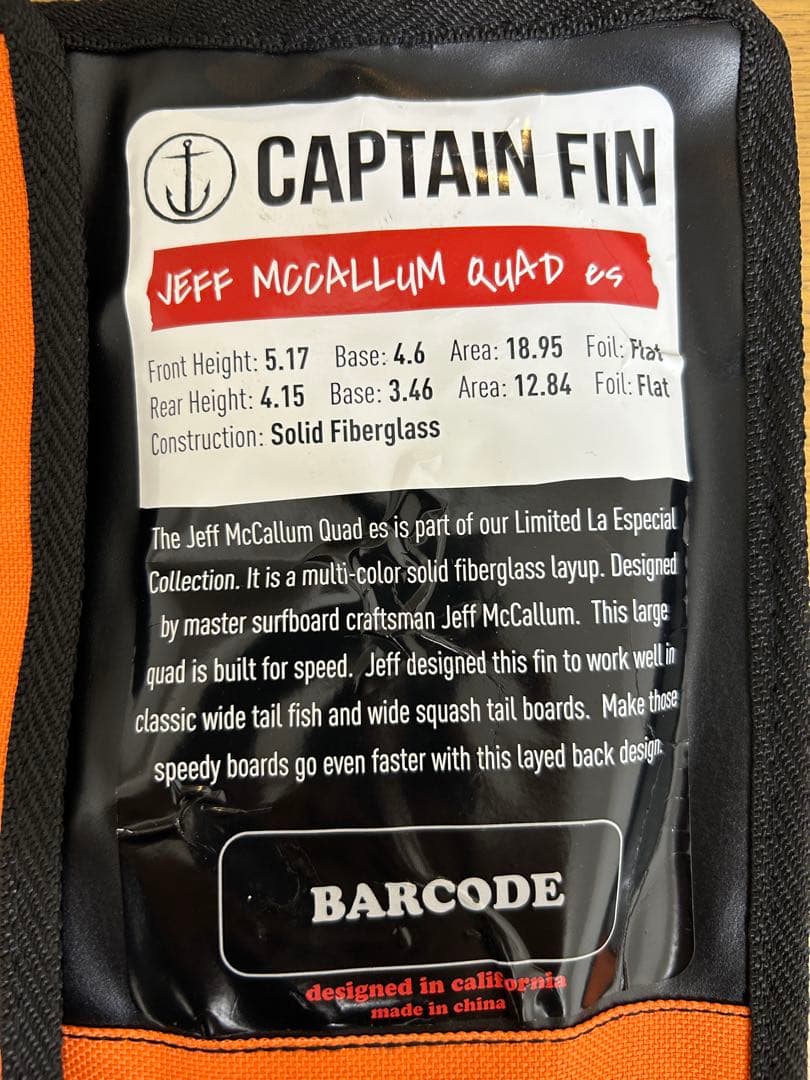 CAPTAIN FIN
JEFF MCCALLUM QUAD es
Front Height: 5.17 Base: 4.6 Area: 18.95 Foil: Flat
Rear Height: 4.15 Base: 3.46 Area: 12.84 Foil: Flat
Construction: Solid Fiberglass
The Jeff McCallum Quad es is part of our Limited La Especial
Collection. It is a multi-color solid fiberglass layup. Designed
by master surfboard craftsman Jeff McCallum. This large
quad is built for speed. Jeff designed this fin to work well in
classic wide tail fish and wide squash tail boards. Make those
speedy boards go even faster with this layed back design.
BARCODE
designed in california
made in china